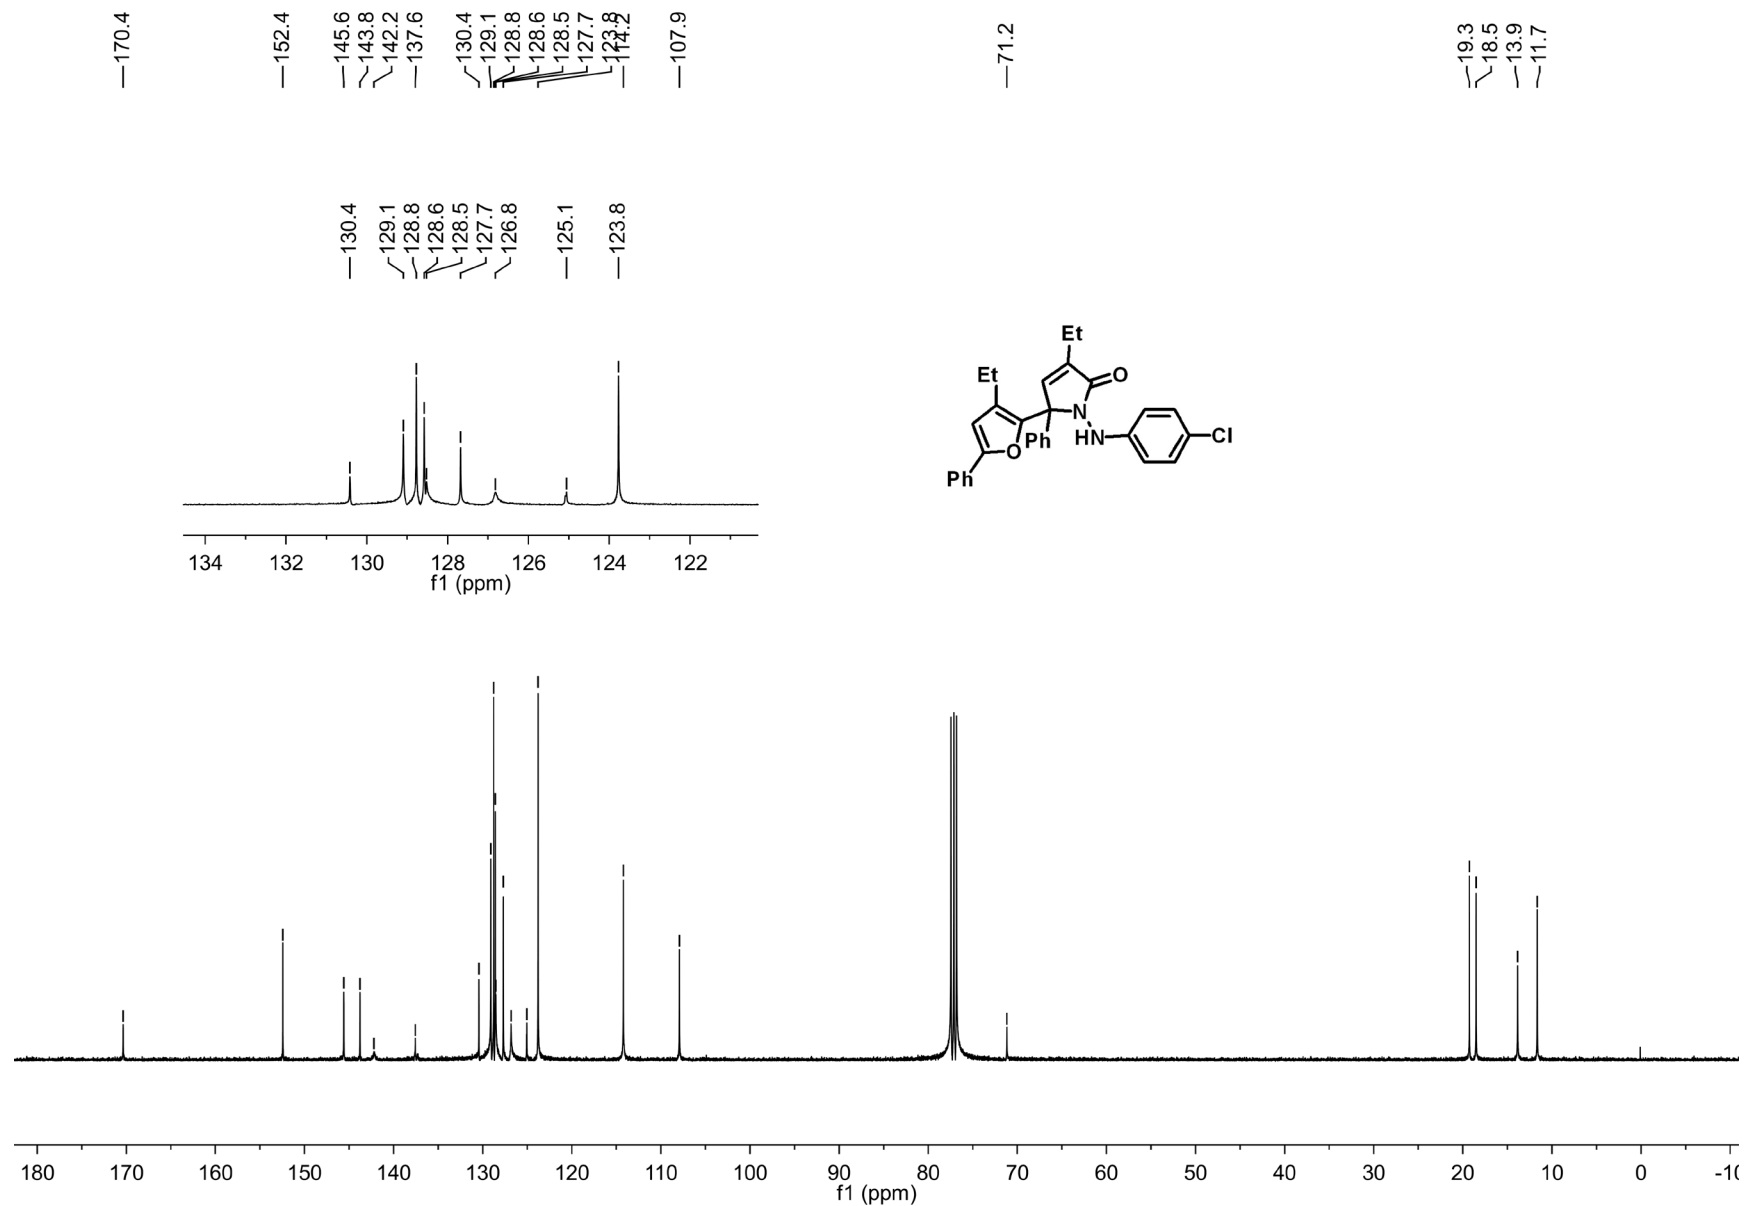 170.4 152.4 145.6 143.8 142.2 137.6 130.4 129.1 128.8 128.6 128.5 127.7 123.8 114.2 107.9 71.2 19.3 18.5 13.9 11.7
130.4 129.1 128.8 128.6 128.5 127.7 126.8 125.1 123.8
134 132 130 128 126 124 122
f1 (ppm)
Et
Et
O
N
Ph
HN
Cl
O
Ph
180 170 160 150 140 130 120 110 100 90 80 70 60 50 40 30 20 10 0 -10
f1 (ppm)